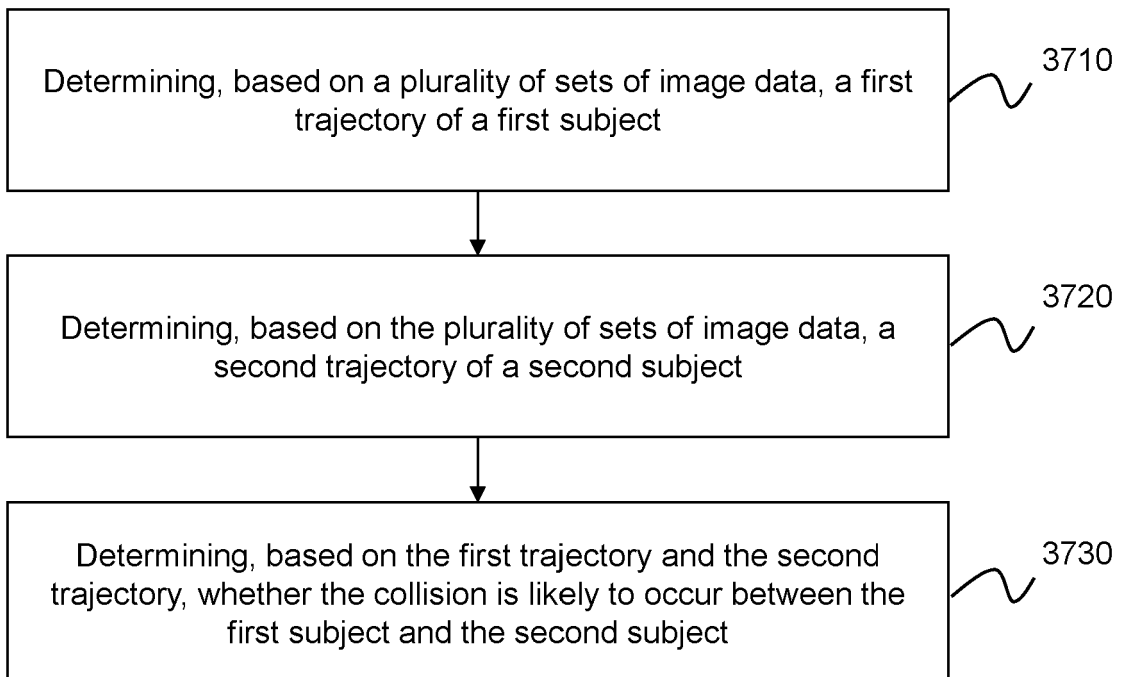 Determining, based on a plurality of sets of image data, a first
trajectory of a first subject
3710
Determining, based on the plurality of sets of image data, a
second trajectory of a second subject
3720
Determining, based on the first trajectory and the second
trajectory, whether the collision is likely to occur between the
first subject and the second subject
3730